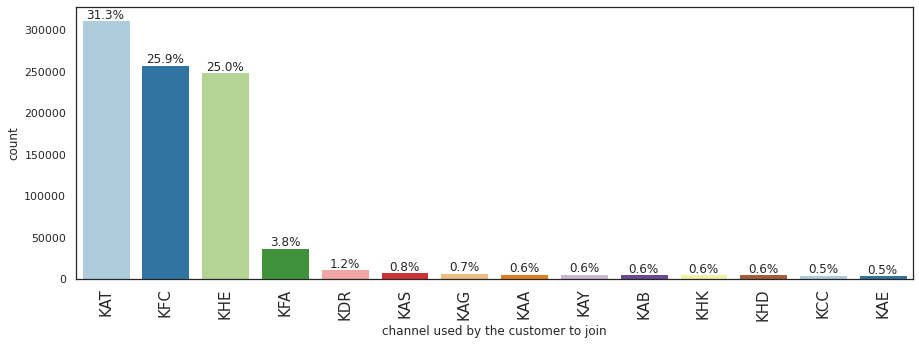 31.3%
300000
25.9%
25.0%
250000
200000
count
150000
100000
50000
3.8%
1.2%
0.8%
0.7%
0.6%
0.6%
0.6%
0.6%
0.6%
0.5%
0.5%
0
KAT
KFC
KHE
KFA
KDR
KAS
KAG
KAA
KAY
KAB
KHK
KHD
KCC
KAE
channel used by the customer to join